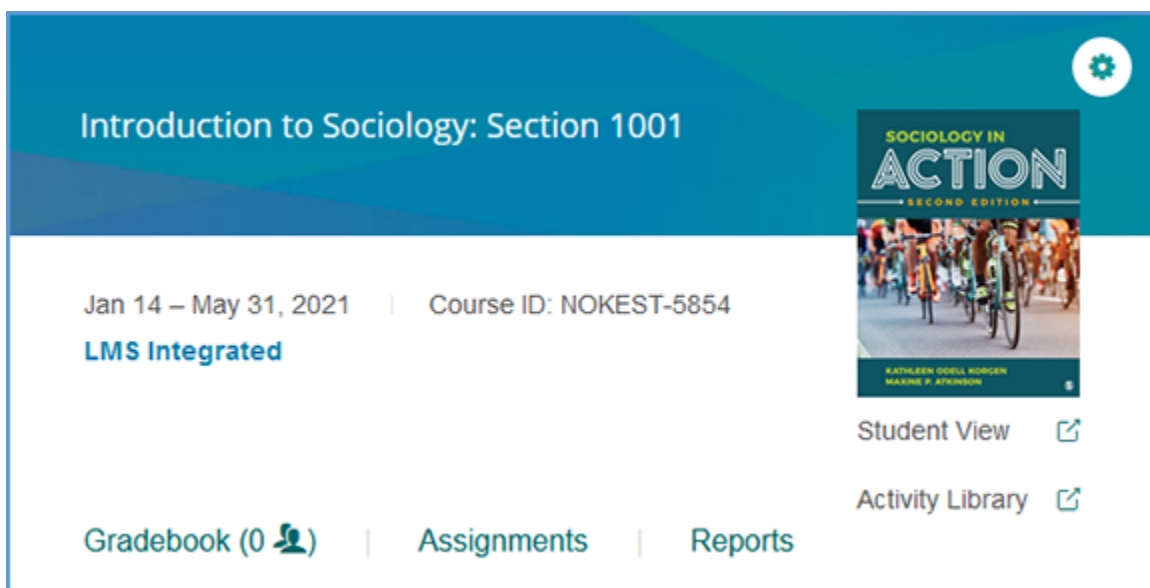 Introduction to Sociology: Section 1001
SOCIOLOGY IN
ACTION
SECOND EDITION
KATHLEEN ODELL KORGEN
MAXINE P. ATKINSON
Jan 14 – May 31, 2021 | Course ID: NOKEST-5854
LMS Integrated
Student View
Activity Library
Gradebook (0 ) | Assignments | Reports